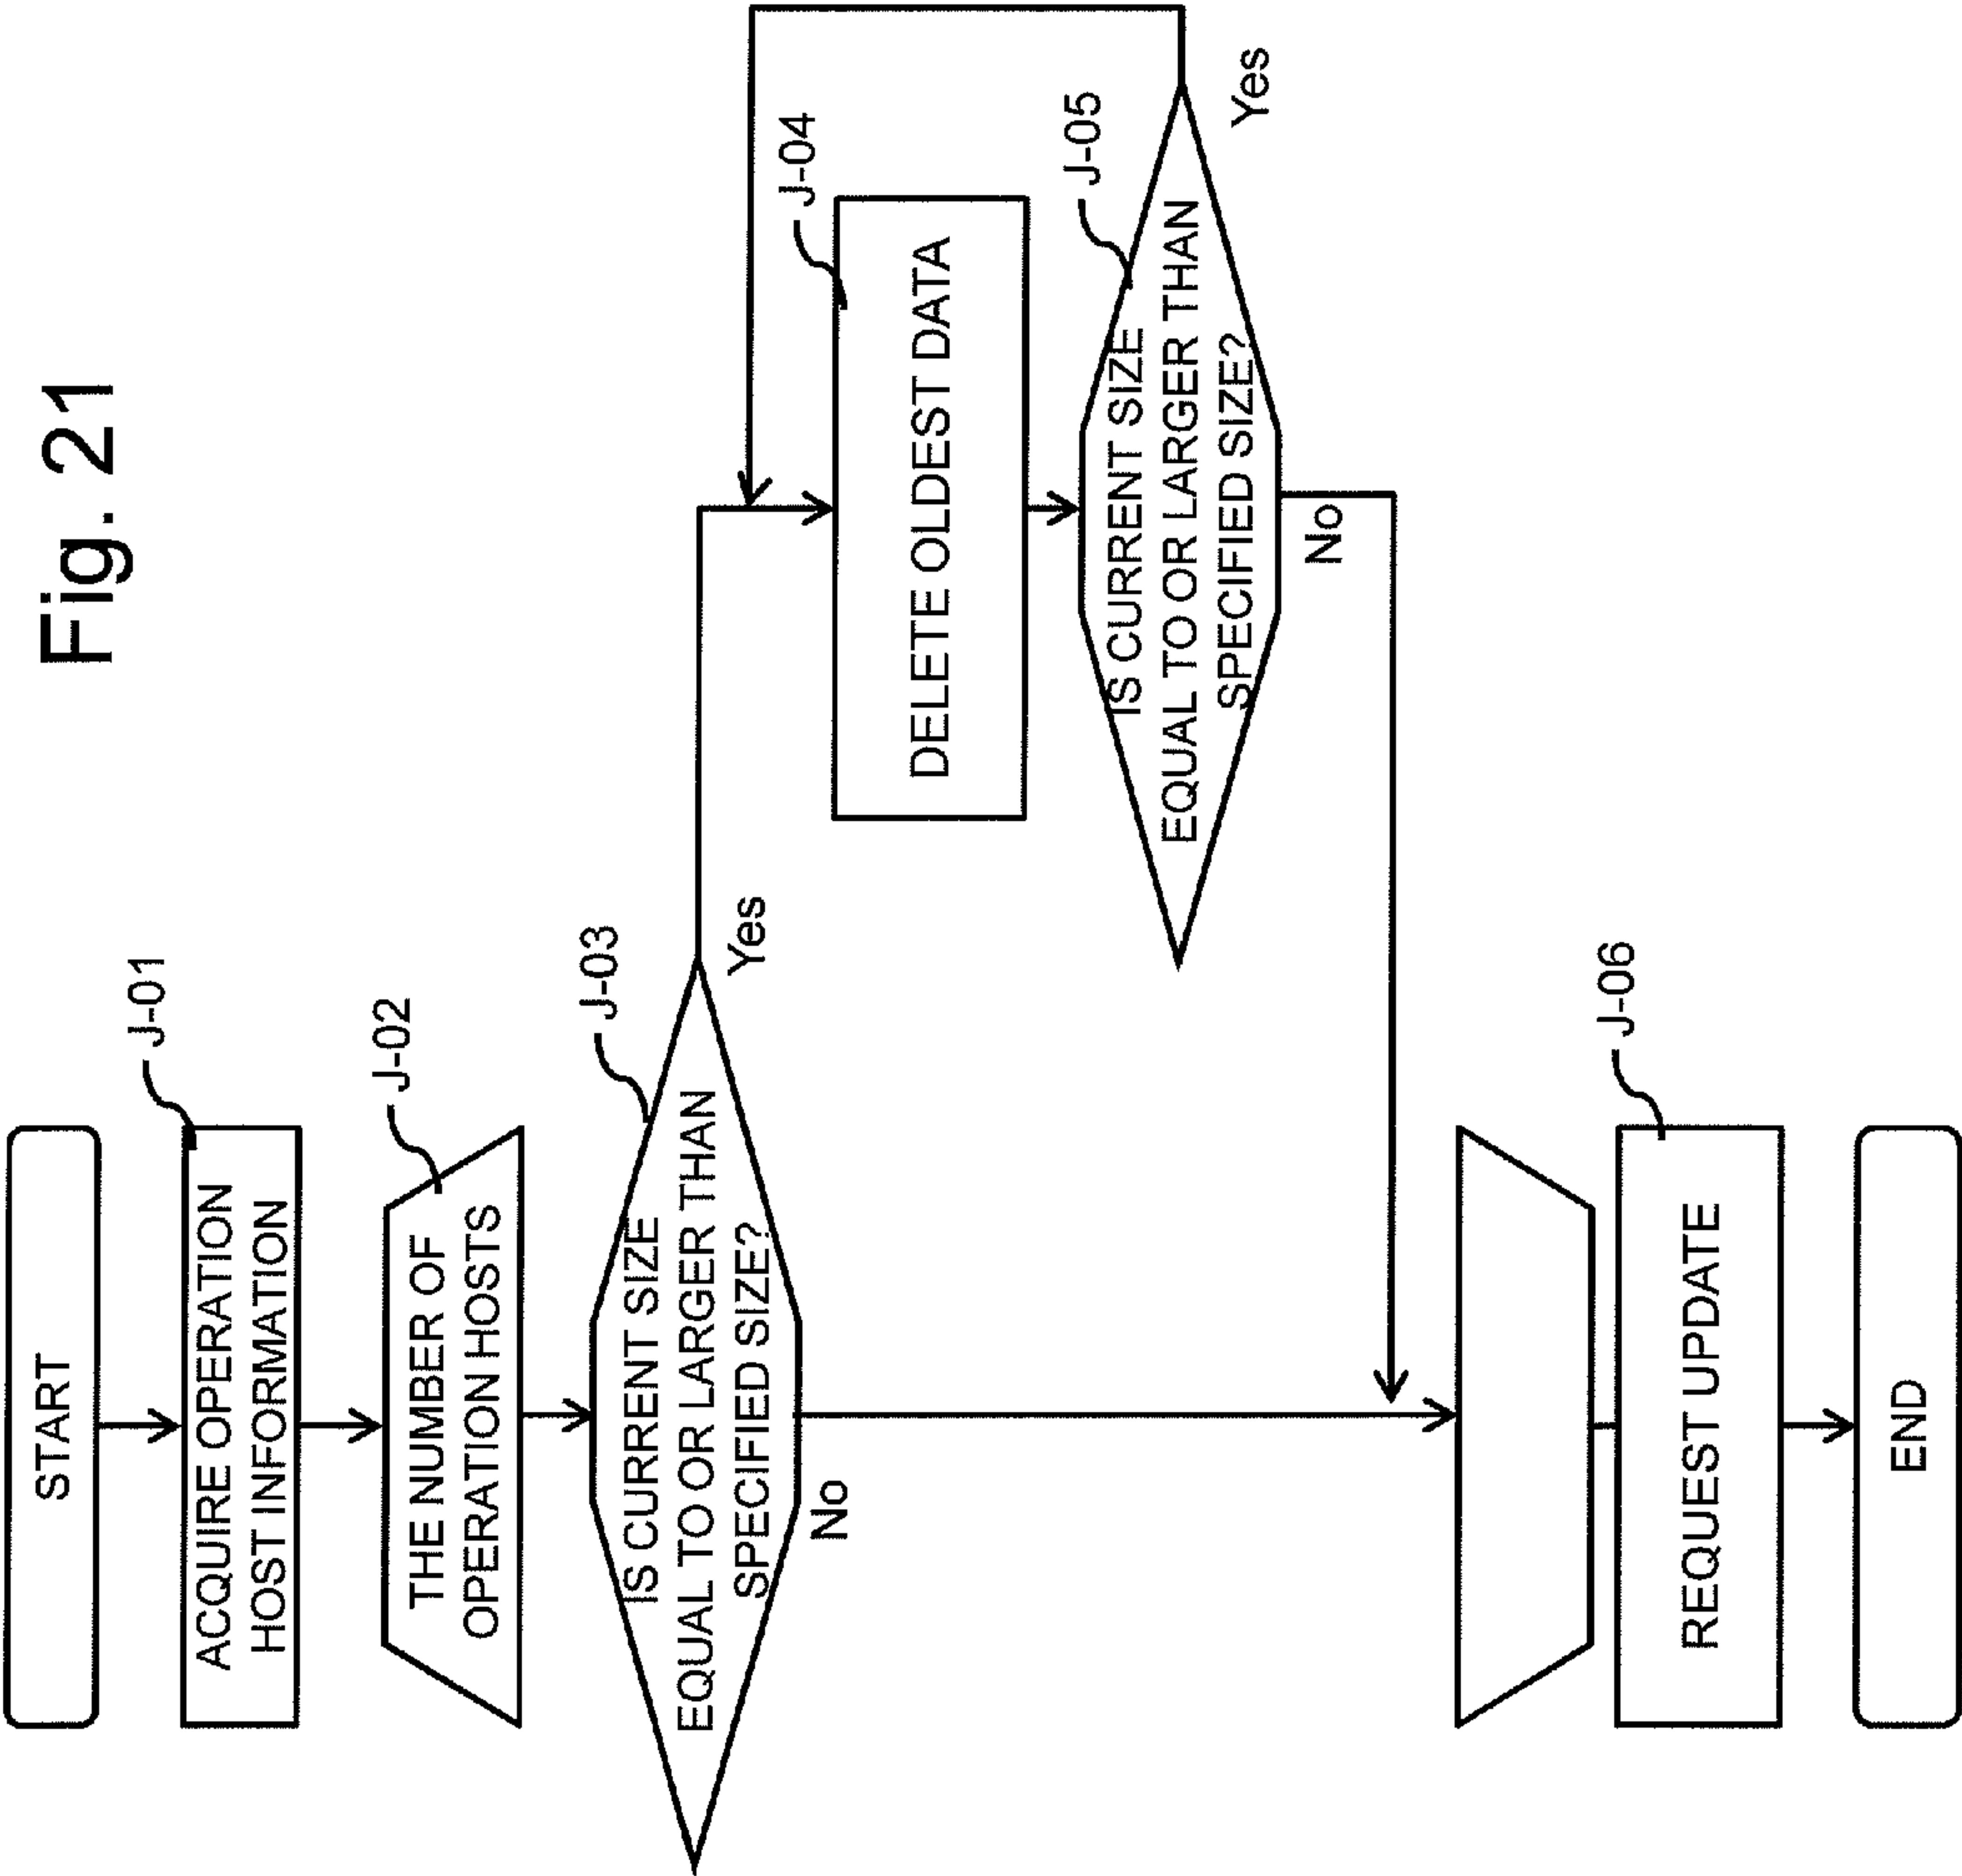 Fig. 21
START
J-01
ACQUIRE OPERATION
HOST INFORMATION
J-02
THE NUMBER OF
OPERATION HOSTS
J-03
IS CURRENT SIZE
EQUAL TO OR LARGER THAN
SPECIFIED SIZE?
Yes
No
J-04
DELETE OLDEST DATA
J-05
IS CURRENT SIZE
EQUAL TO OR LARGER THAN
SPECIFIED SIZE?
Yes
No
J-06
REQUEST UPDATE
END